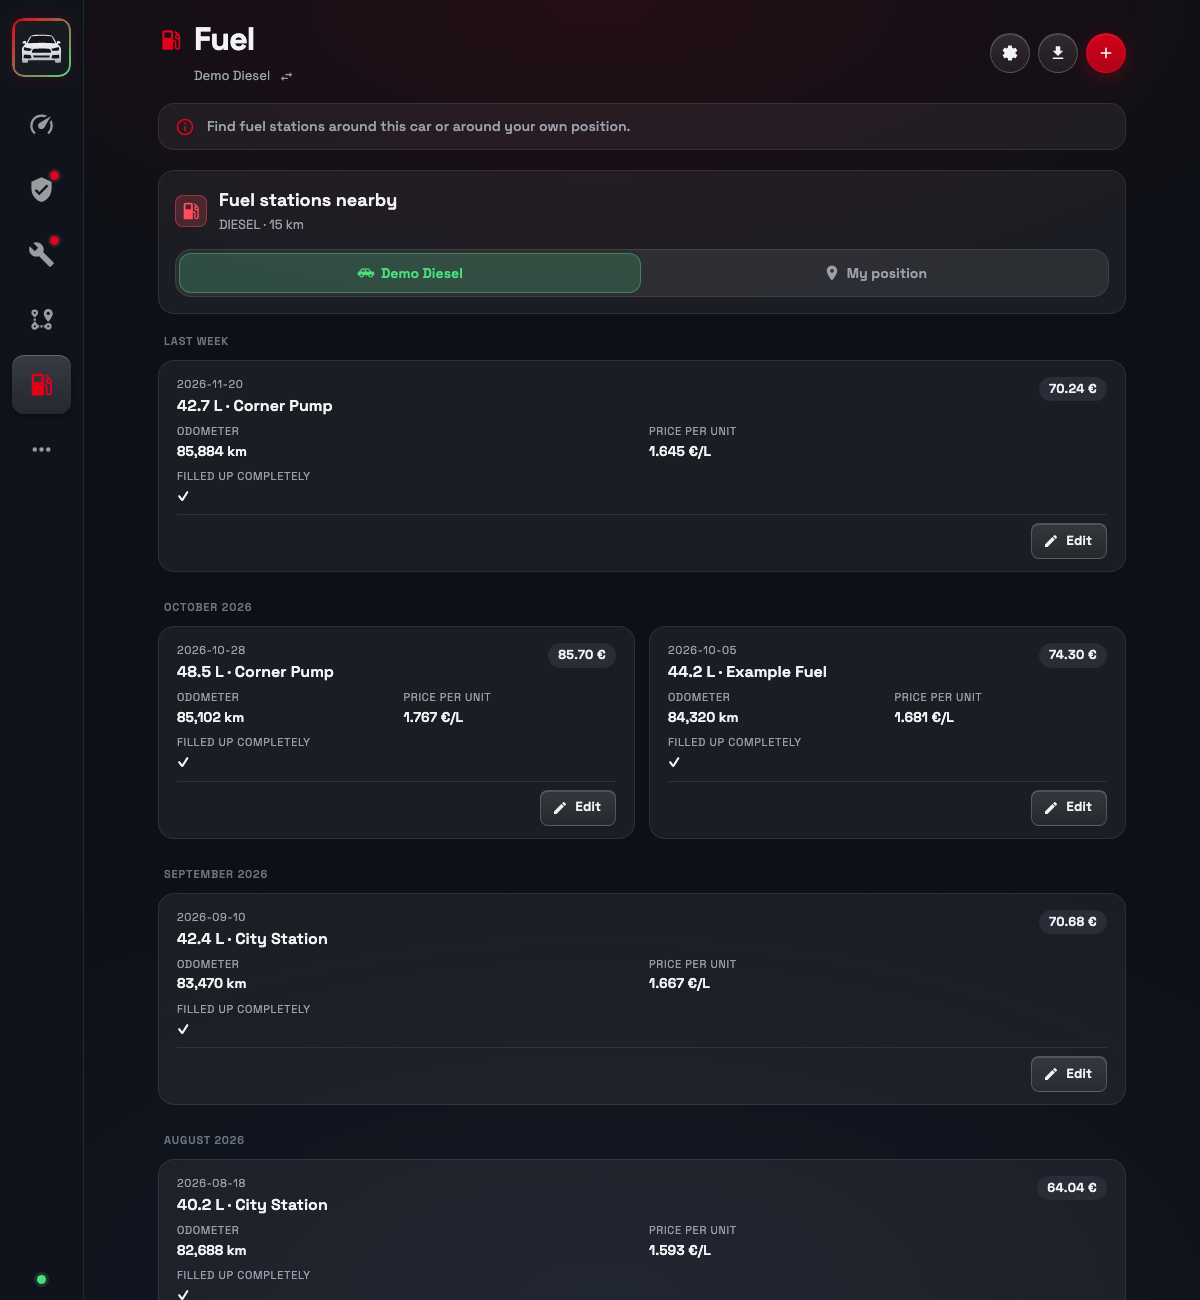 Fuel
Demo Diesel
Find fuel stations around this car or around your own position.
Fuel stations nearby
DIESEL · 15 km
Demo Diesel
My position
LAST WEEK
2026-11-20
70.24 €
42.7 L · Corner Pump
ODOMETER
PRICE PER UNIT
85,884 km
1.645 €/L
FILLED UP COMPLETELY
Edit
OCTOBER 2026
2026-10-28
85.70 €
48.5 L · Corner Pump
ODOMETER
PRICE PER UNIT
85,102 km
1.767 €/L
FILLED UP COMPLETELY
Edit
2026-10-05
74.30 €
44.2 L · Example Fuel
ODOMETER
PRICE PER UNIT
84,320 km
1.681 €/L
FILLED UP COMPLETELY
Edit
SEPTEMBER 2026
2026-09-10
70.68 €
42.4 L · City Station
ODOMETER
PRICE PER UNIT
83,470 km
1.667 €/L
FILLED UP COMPLETELY
Edit
AUGUST 2026
2026-08-18
64.04 €
40.2 L · City Station
ODOMETER
PRICE PER UNIT
82,688 km
1.593 €/L
FILLED UP COMPLETELY